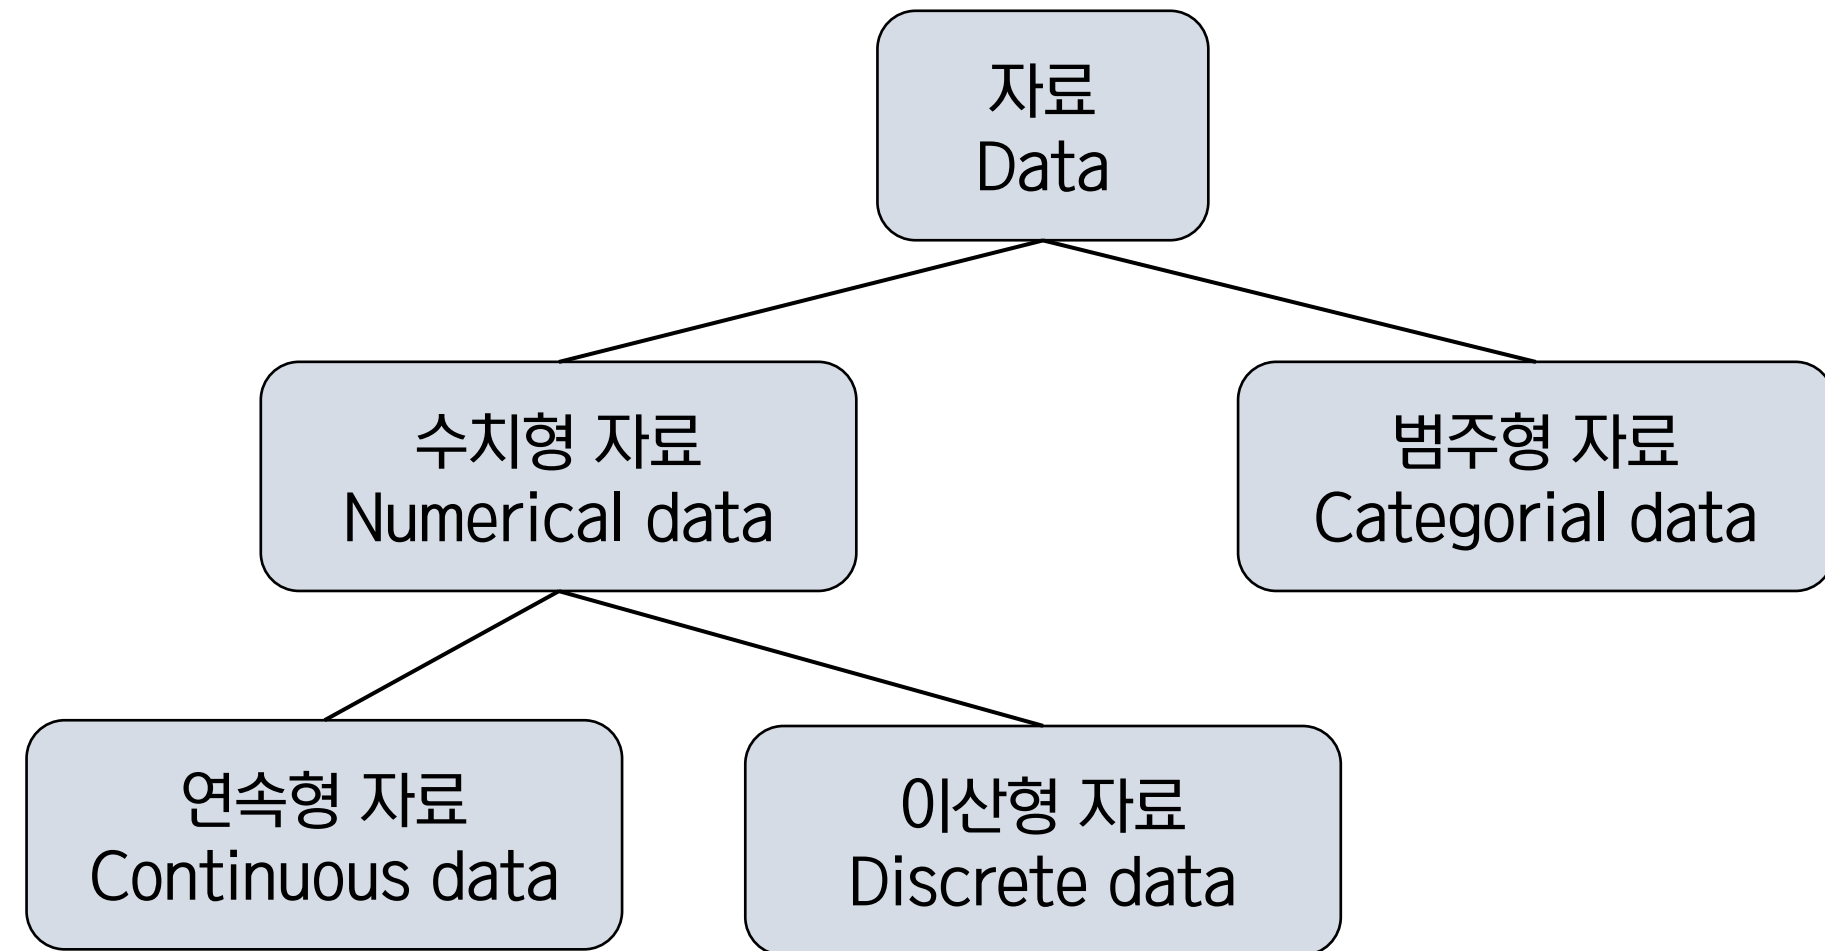 자료
Data
수치형 자료
Numerical data
범주형 자료
Categorial data
연속형 자료
Continuous data
이산형 자료
Discrete data